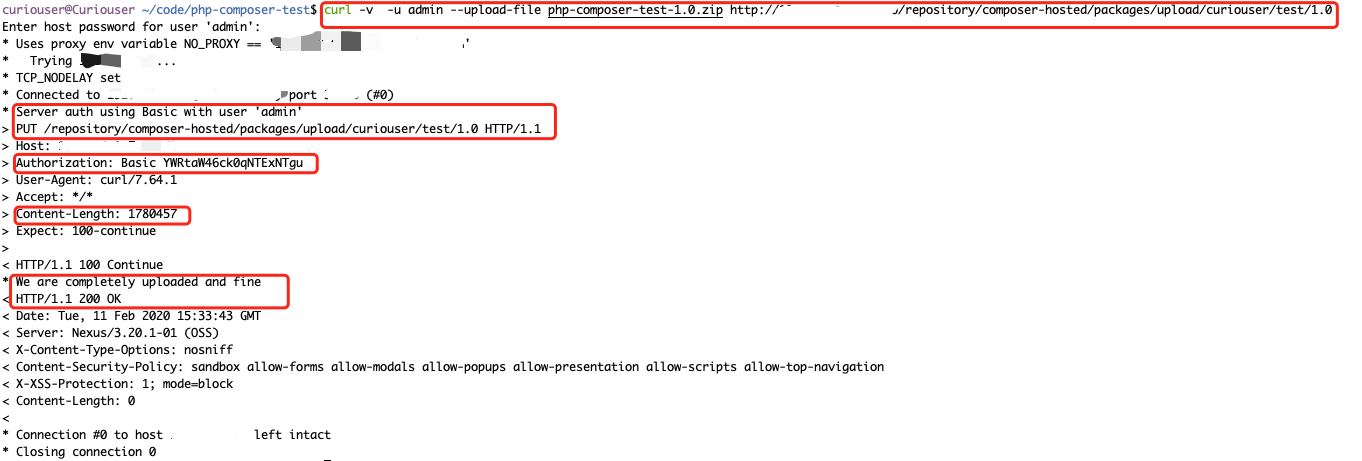 curiouser@Curiouser ~/code/php-composer-test$ curl -v  -u admin --upload-file php-composer-test-1.0.zip http:// /repository/composer-hosted/packages/upload/curiouser/test/1.0
Enter host password for user 'admin':
* Uses proxy env variable NO_PROXY == '
*   Trying ...
* TCP_NODELAY set
* Connected to port (#0)
* Server auth using Basic with user 'admin'
> PUT /repository/composer-hosted/packages/upload/curiouser/test/1.0 HTTP/1.1
> Host:
> Authorization: Basic YWRtaW46ck0qNTExNTgu
> User-Agent: curl/7.64.1
> Accept: */*
> Content-Length: 1780457
> Expect: 100-continue
>
< HTTP/1.1 100 Continue
* We are completely uploaded and fine
< HTTP/1.1 200 OK
< Date: Tue, 11 Feb 2020 15:33:43 GMT
< Server: Nexus/3.20.1-01 (OSS)
< X-Content-Type-Options: nosniff
< Content-Security-Policy: sandbox allow-forms allow-modals allow-popups allow-presentation allow-scripts allow-top-navigation
< X-XSS-Protection: 1; mode=block
< Content-Length: 0
<
* Connection #0 to host left intact
* Closing connection 0